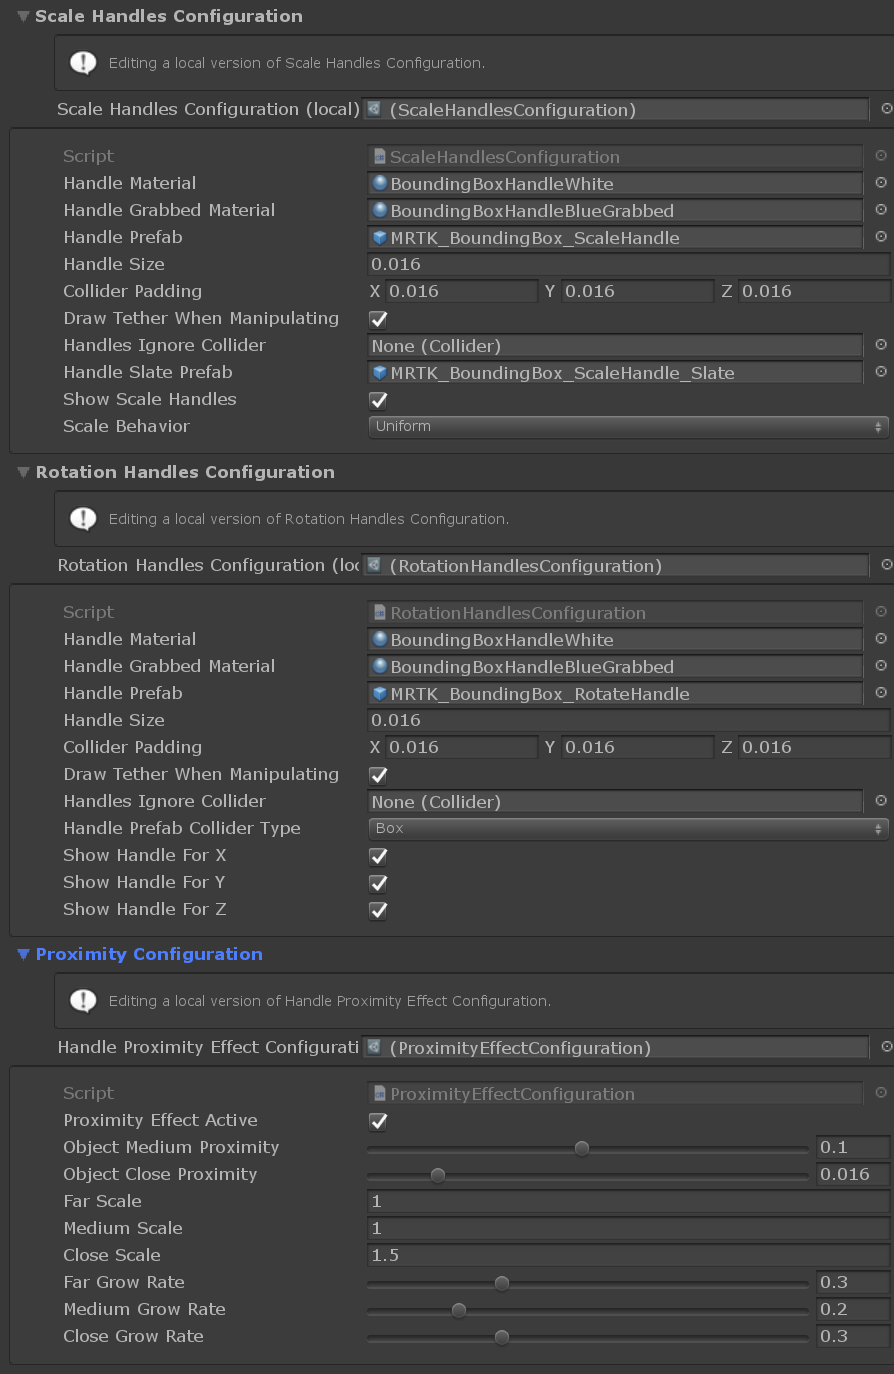 Scale Handles Configuration
Editing a local version of Scale Handles Configuration.
Scale Handles Configuration (local) (ScaleHandlesConfiguration)
Script ScaleHandlesConfiguration
Handle Material BoundingBoxHandleWhite
Handle Grabbed Material BoundingBoxHandleBlueGrabbed
Handle Prefab MRTK_BoundingBox_ScaleHandle
Handle Size 0.016
Collider Padding X 0.016 Y 0.016 Z 0.016
Draw Tether When Manipulating
Handles Ignore Collider None (Collider)
Handle Slate Prefab MRTK_BoundingBox_ScaleHandle_Slate
Show Scale Handles
Scale Behavior Uniform
Rotation Handles Configuration
Editing a local version of Rotation Handles Configuration.
Rotation Handles Configuration (loc (RotationHandlesConfiguration)
Script RotationHandlesConfiguration
Handle Material BoundingBoxHandleWhite
Handle Grabbed Material BoundingBoxHandleBlueGrabbed
Handle Prefab MRTK_BoundingBox_RotateHandle
Handle Size 0.016
Collider Padding X 0.016 Y 0.016 Z 0.016
Draw Tether When Manipulating
Handles Ignore Collider None (Collider)
Handle Prefab Collider Type Box
Show Handle For X
Show Handle For Y
Show Handle For Z
Proximity Configuration
Editing a local version of Handle Proximity Effect Configuration.
Handle Proximity Effect Configurati (ProximityEffectConfiguration)
Script ProximityEffectConfiguration
Proximity Effect Active
Object Medium Proximity 0.1
Object Close Proximity 0.016
Far Scale 1
Medium Scale 1
Close Scale 1.5
Far Grow Rate 0.3
Medium Grow Rate 0.2
Close Grow Rate 0.3